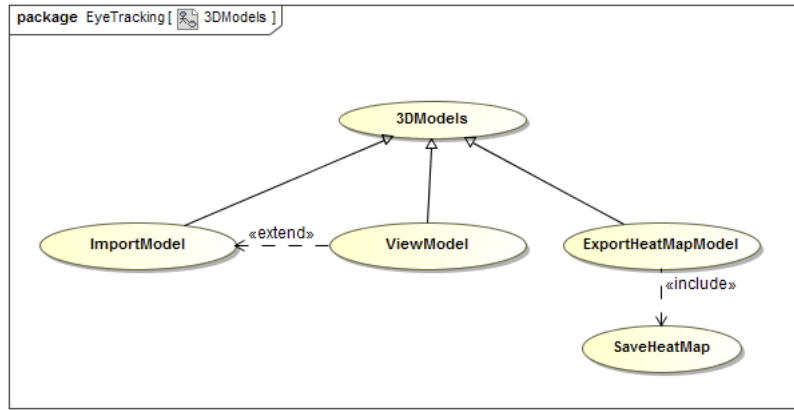 package EyeTracking [ 3DModels ]
3DModels
«extend»
ImportModel
ViewModel
ExportHeatMapModel
«include»
SaveHeatMap